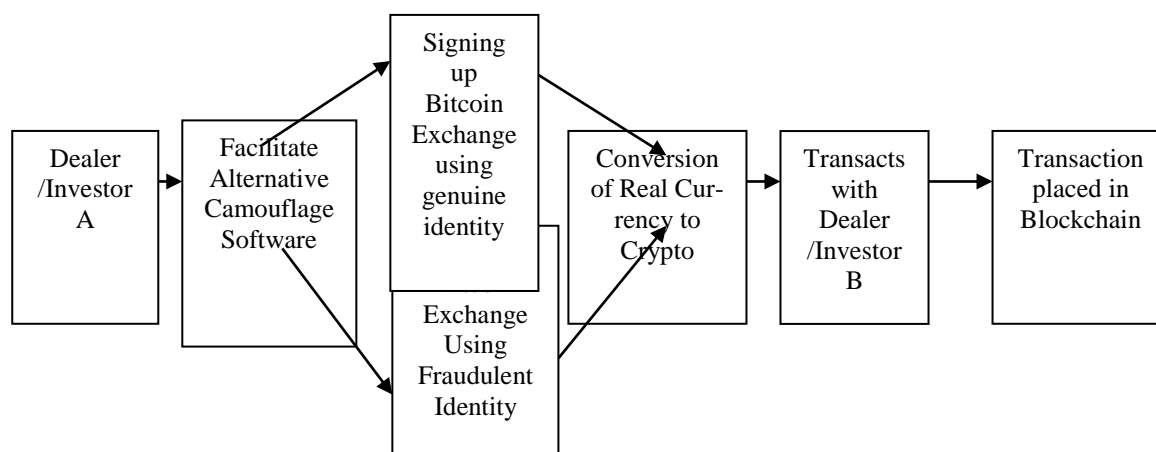 Dealer
/Investor
A
Facilitate
Alternative
Camouflage
Software
Signing
up
Bitcoin
Exchange
using
genuine
identity
Exchange
Using
Fraudulent
Identity
Conversion
of Real Cur-
rency to
Crypto
Transacts
with
Dealer
/Investor
B
Transaction
placed in
Blockchain